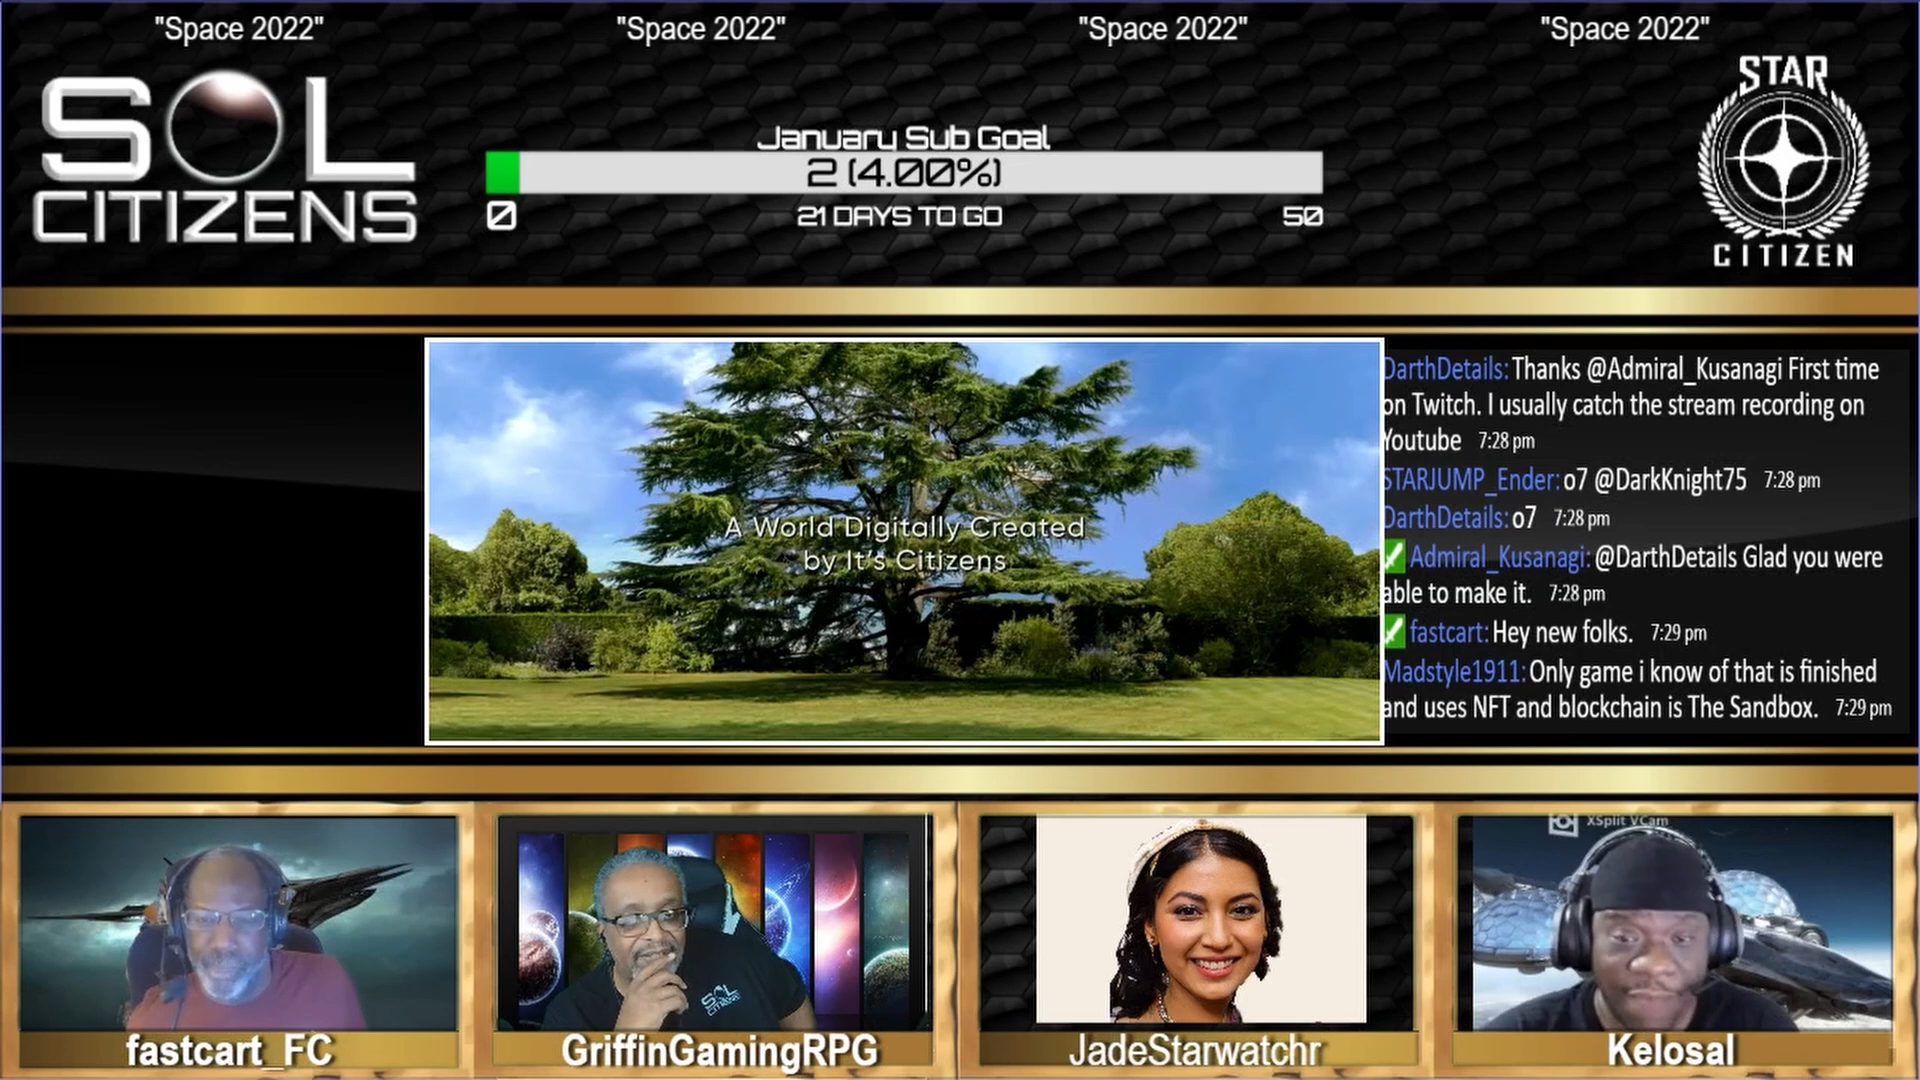 "Space 2022" "Space 2022" "Space 2022" "Space 2022"
SOL
CITIZENS
January Sub Goal
2 (4.00%)
0 21 DAYS TO GO 50
STAR
CITIZEN
A World Digitally Created
by It's Citizens
DarthDetails: Thanks @Admiral_Kusanagi First time
on Twitch. I usually catch the stream recording on
Youtube 7:28 pm
STARJUMP_Ender: o7 @DarkKnight75 7:28 pm
DarthDetails: o7 7:28 pm
Admiral_Kusanagi: @DarthDetails Glad you were
able to make it. 7:28 pm
fastcart: Hey new folks. 7:29 pm
Madstyle1911: Only game i know of that is finished
and uses NFT and blockchain is The Sandbox. 7:29 pm
XSplit VCam
SOL
CITIZENS
fastcart_FC
GriffinGamingRPG
JadeStarwatchr
Kelosal